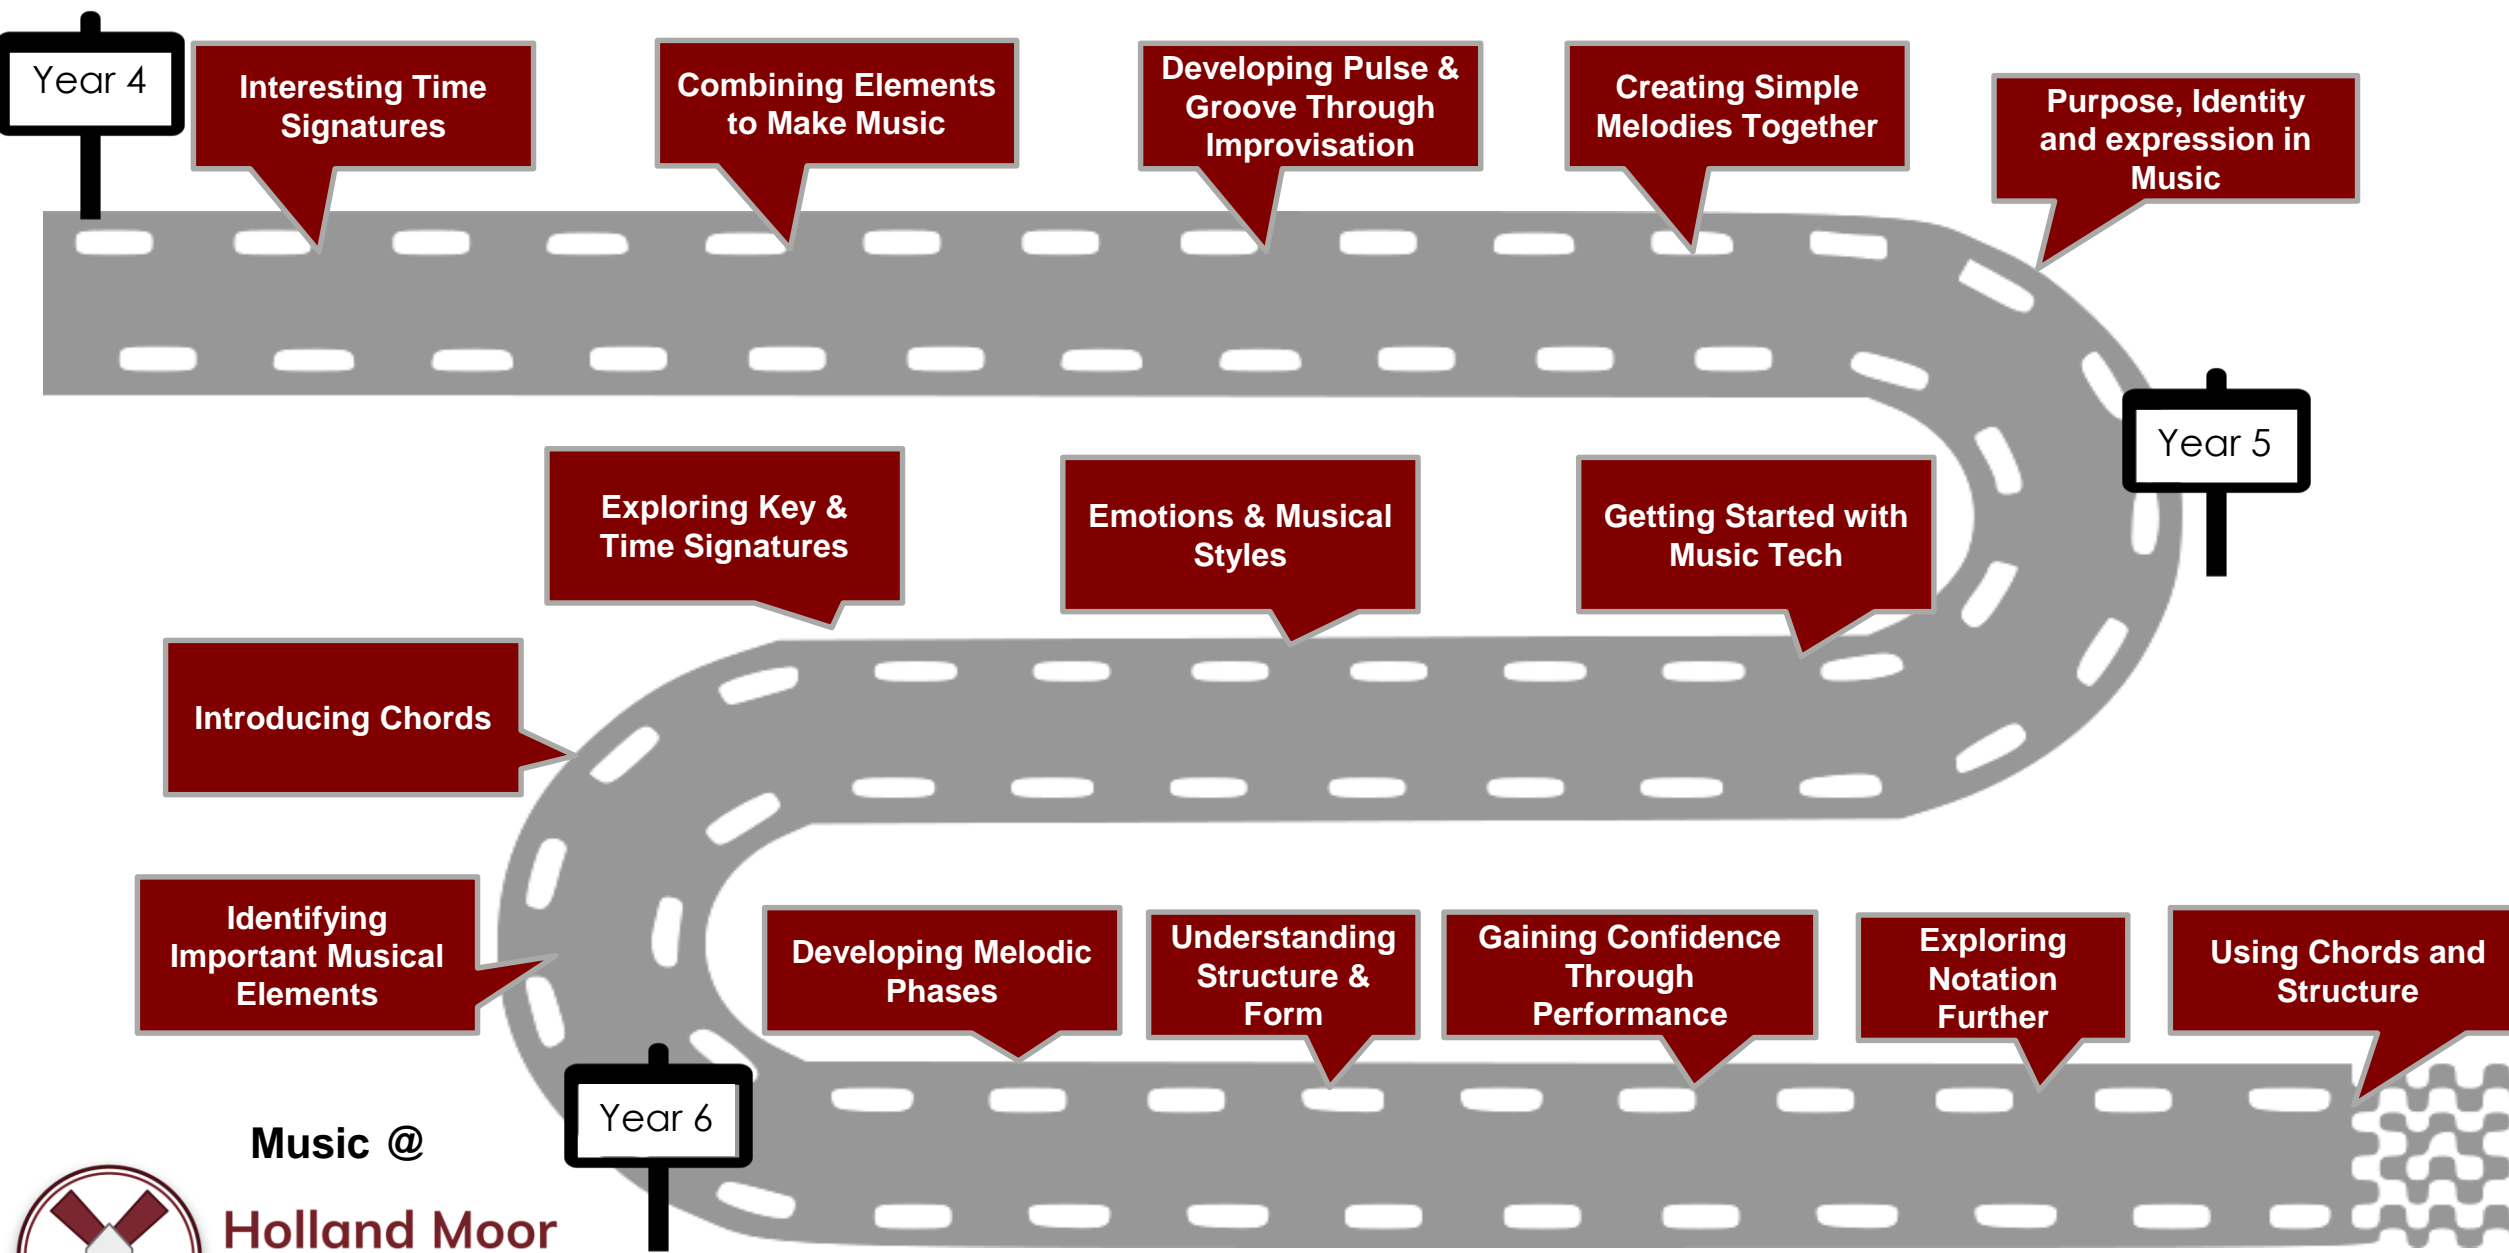 Year 4
Interesting Time
Signatures
Combining Elements
to Make Music
Developing Pulse &
Groove Through
Improvisation
Creating Simple
Melodies Together
Purpose, Identity
and expression in
Music
Year 5
Getting Started with
Music Tech
Emotions & Musical
Styles
Exploring Key &
Time Signatures
Introducing Chords
Identifying
Important Musical
Elements
Year 6
Developing Melodic
Phases
Understanding
Structure &
Form
Gaining Confidence
Through
Performance
Exploring
Notation
Further
Using Chords and
Structure
Music @
Holland Moor